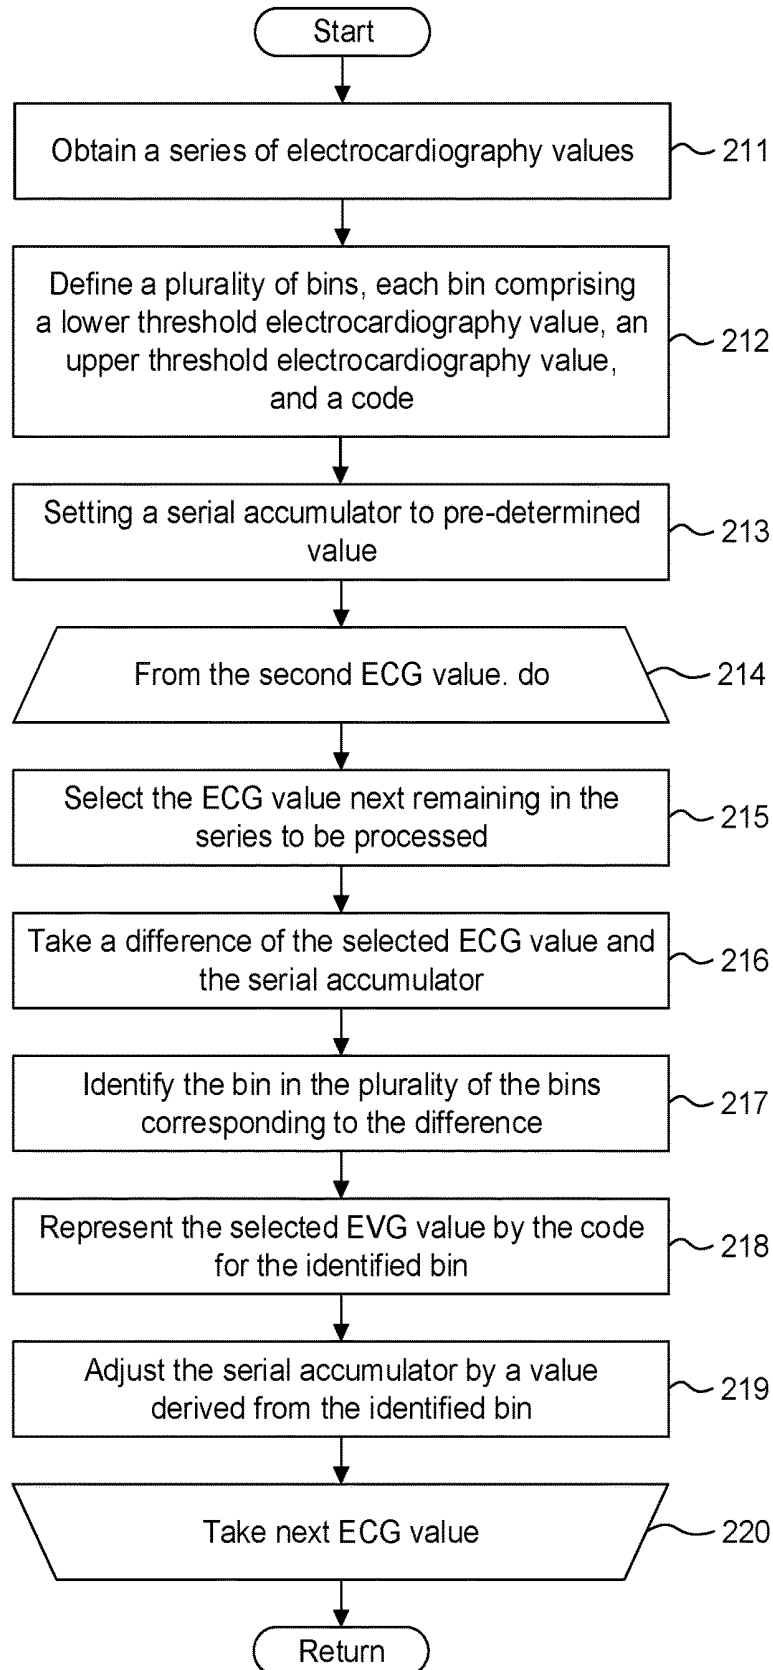 Start
Obtain a series of electrocardiography values
211
Define a plurality of bins, each bin comprising
a lower threshold electrocardiography value, an
upper threshold electrocardiography value,
and a code
212
Setting a serial accumulator to pre-determined
value
213
From the second ECG value. do
214
Select the ECG value next remaining in the
series to be processed
215
Take a difference of the selected ECG value and
the serial accumulator
216
Identify the bin in the plurality of the bins
corresponding to the difference
217
Represent the selected EVG value by the code
for the identified bin
218
Adjust the serial accumulator by a value
derived from the identified bin
219
Take next ECG value
220
Return